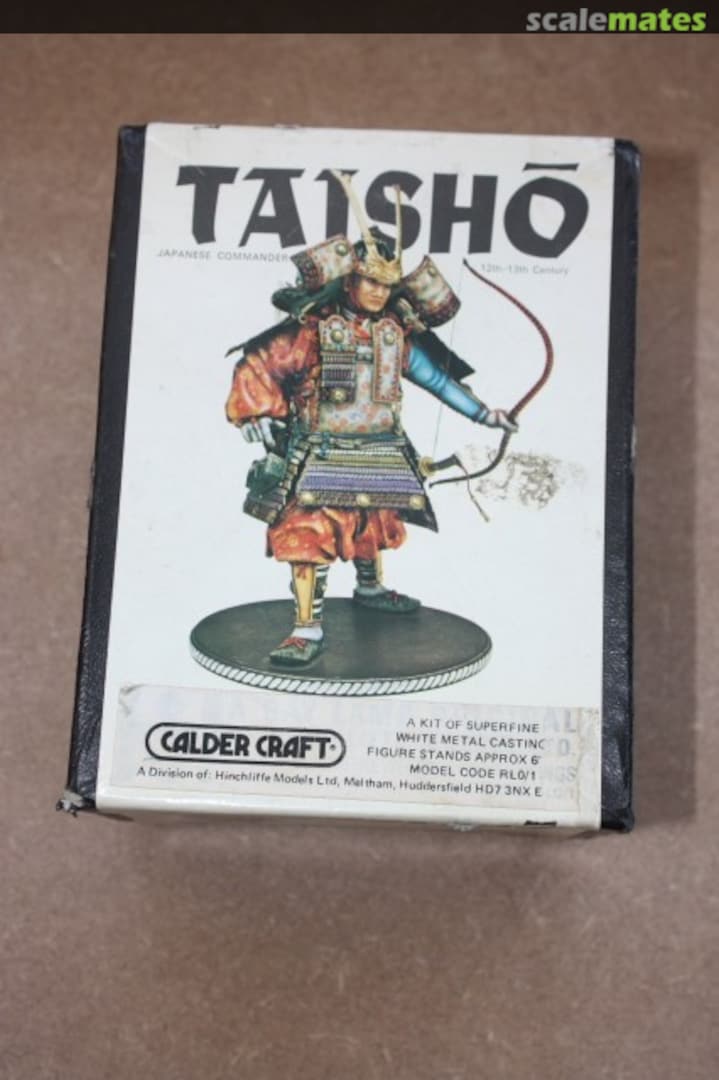 scalemates
TAISHŌ
JAPANESE COMMANDER
12th-13th Century
CALDER CRAFT
A KIT OF SUPERFINE
WHITE METAL CASTING
FIGURE STANDS APPROX 6"
MODEL CODE RL0/1
A Division of: Hinchliffe Models Ltd, Meltham, Huddersfield HD7 3NX E